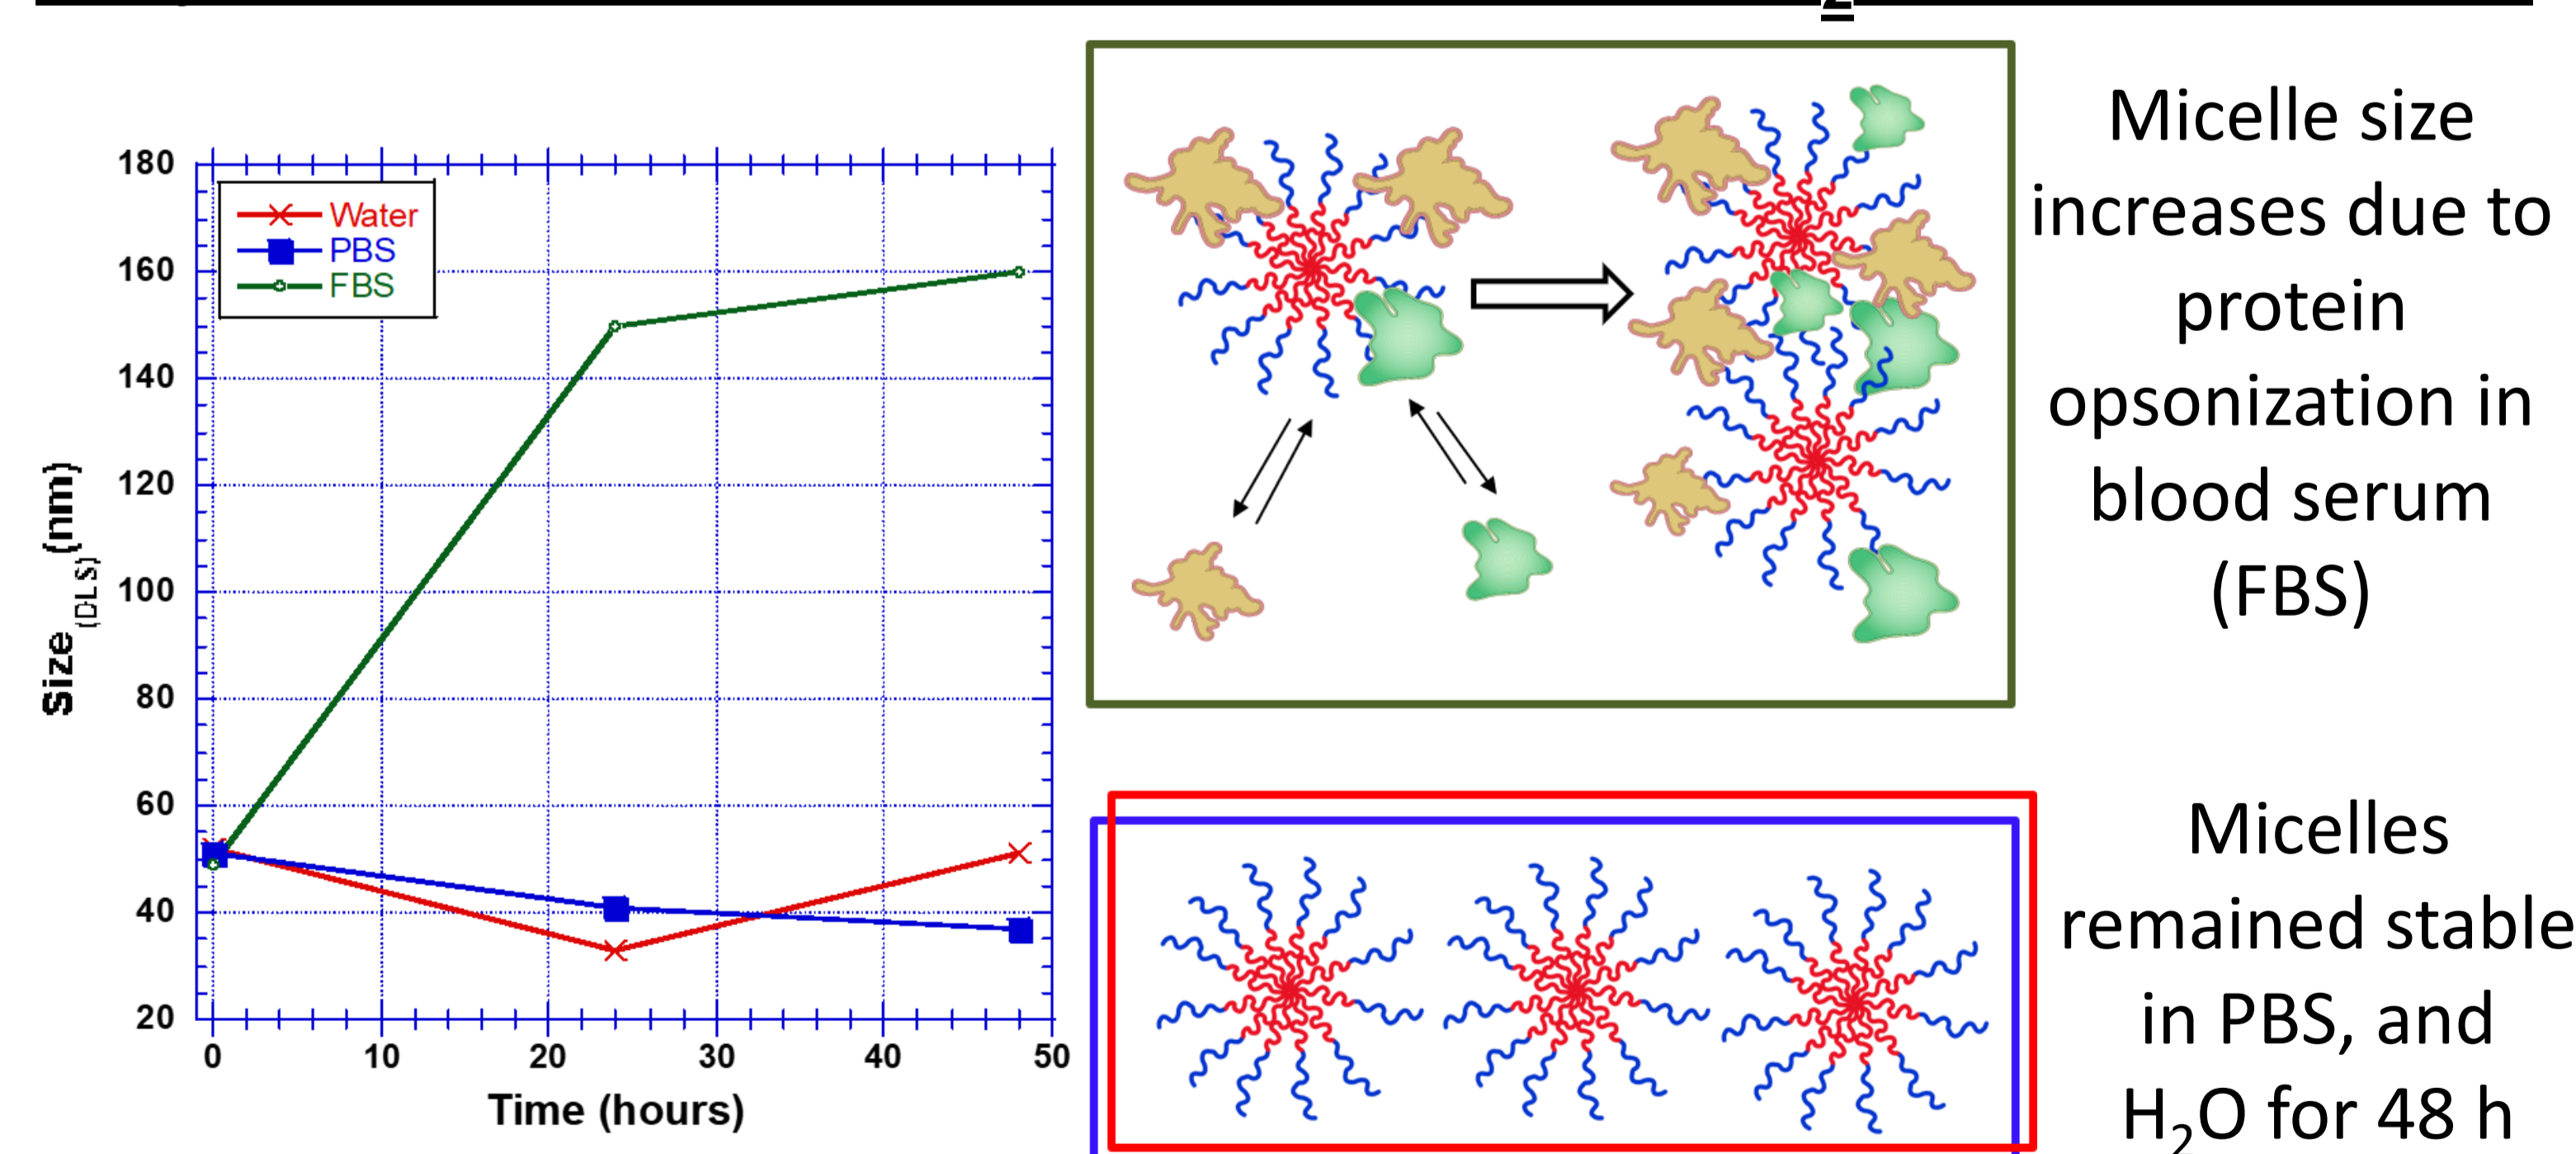 180
160
140
120
100
80
60
40
20
Size (DLS) (nm)
Water
PBS
FBS
0 10 20 30 40 50
Time (hours)
Micelle size
increases due to
protein
opsonization in
blood serum
(FBS)
Micelles
remained stable
in PBS, and
H₂O for 48 h